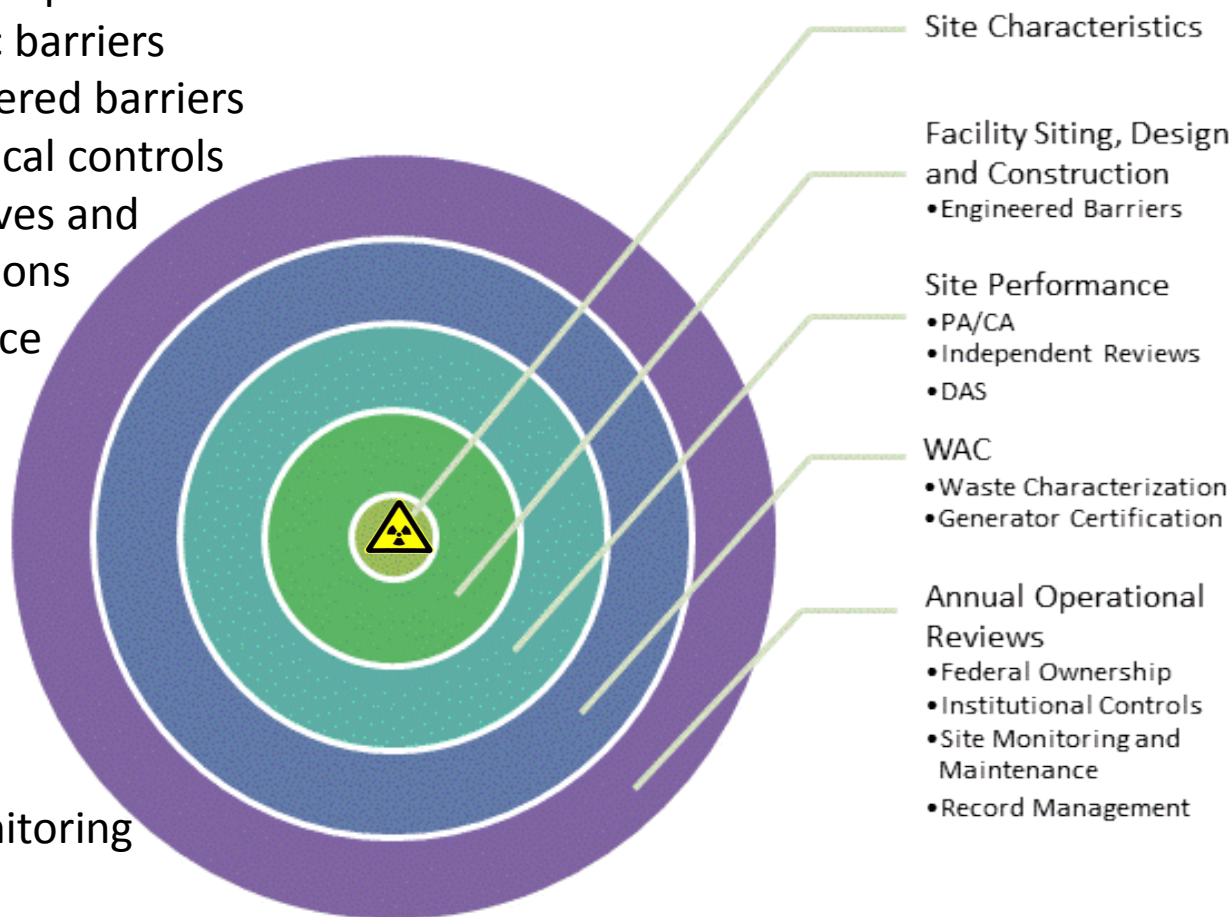 barriers
ered barriers
cal controls
ves and
ons
ce
nitoring
Site Characteristics
Facility Siting, Design
and Construction
•Engineered Barriers
Site Performance
•PA/CA
•Independent Reviews
•DAS
WAC
•Waste Characterization
•Generator Certification
Annual Operational
Reviews
•Federal Ownership
•Institutional Controls
•Site Monitoring and
Maintenance
•Record Management